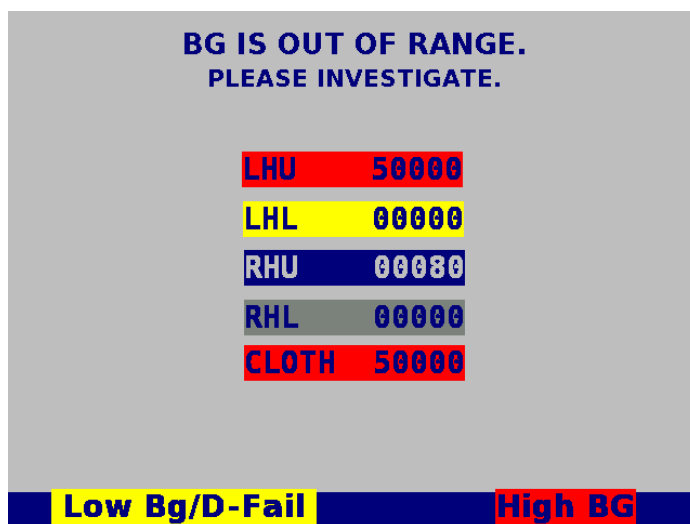 BG IS OUT OF RANGE.
PLEASE INVESTIGATE.
LHU 50000
LHL 00000
RHU 00080
RHL 00000
CLOTH 50000
Low Bg/D-Fail High BG